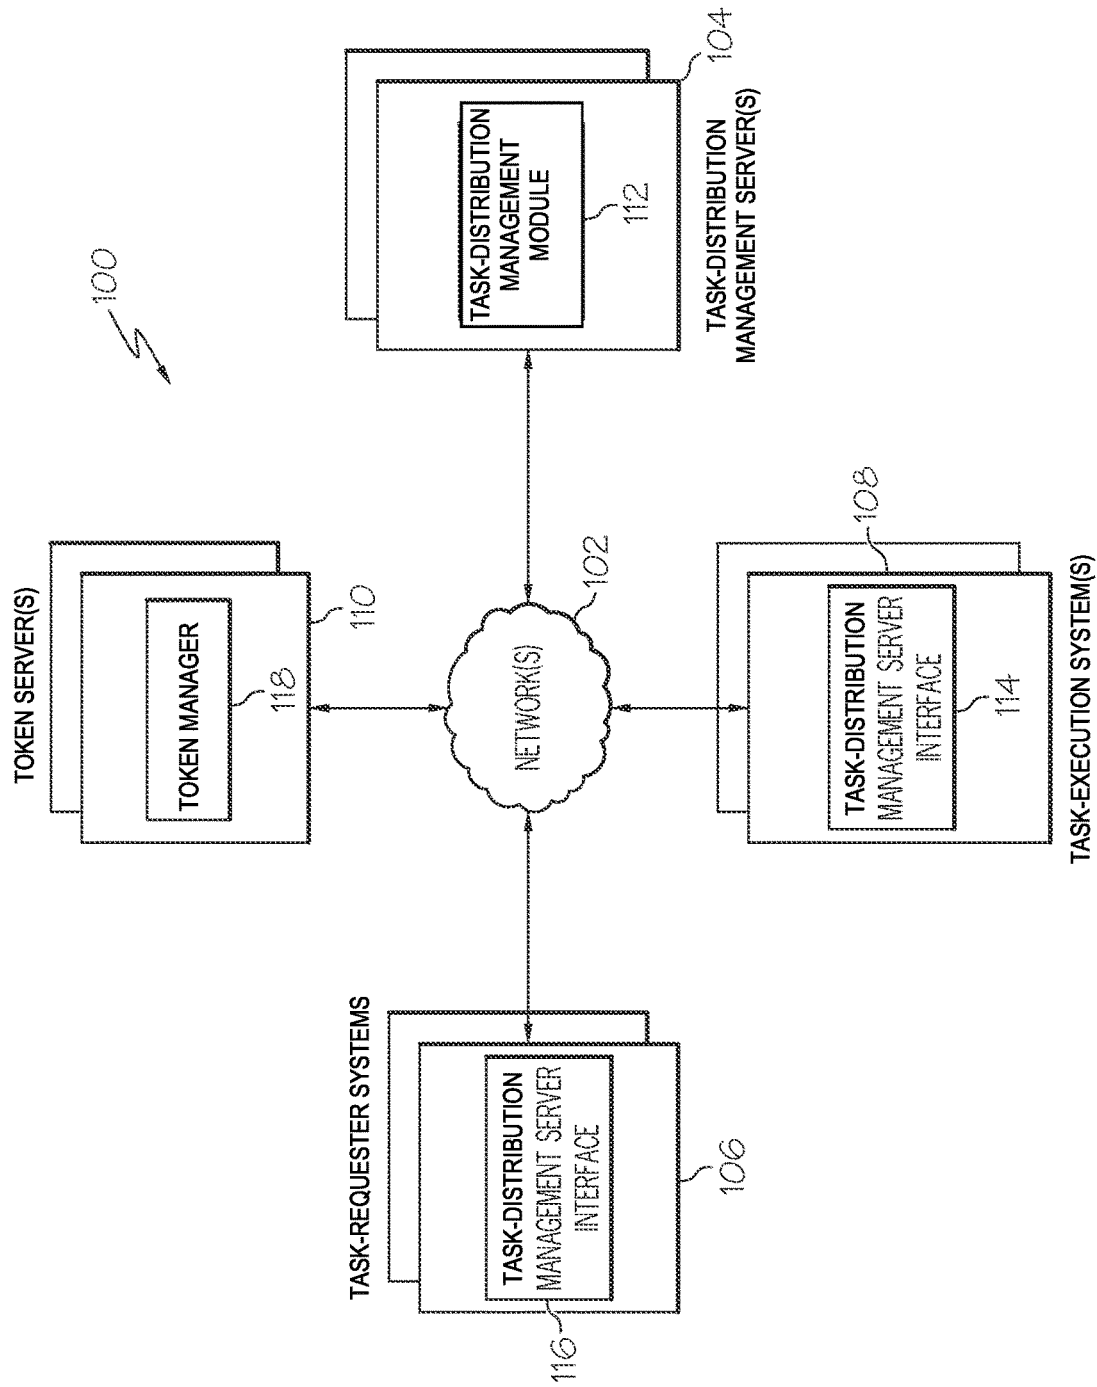 100
TOKEN SERVER(S)
TOKEN MANAGER
118
110
TASK-REQUESTER SYSTEMS
TASK-DISTRIBUTION
MANAGEMENT SERVER
INTERFACE
116
106
NETWORK(S)
102
TASK-DISTRIBUTION
MANAGEMENT
MODULE
112
104
TASK-DISTRIBUTION
MANAGEMENT SERVER(S)
108
TASK-DISTRIBUTION
MANAGEMENT SERVER
INTERFACE
114
TASK-EXECUTION SYSTEM(S)